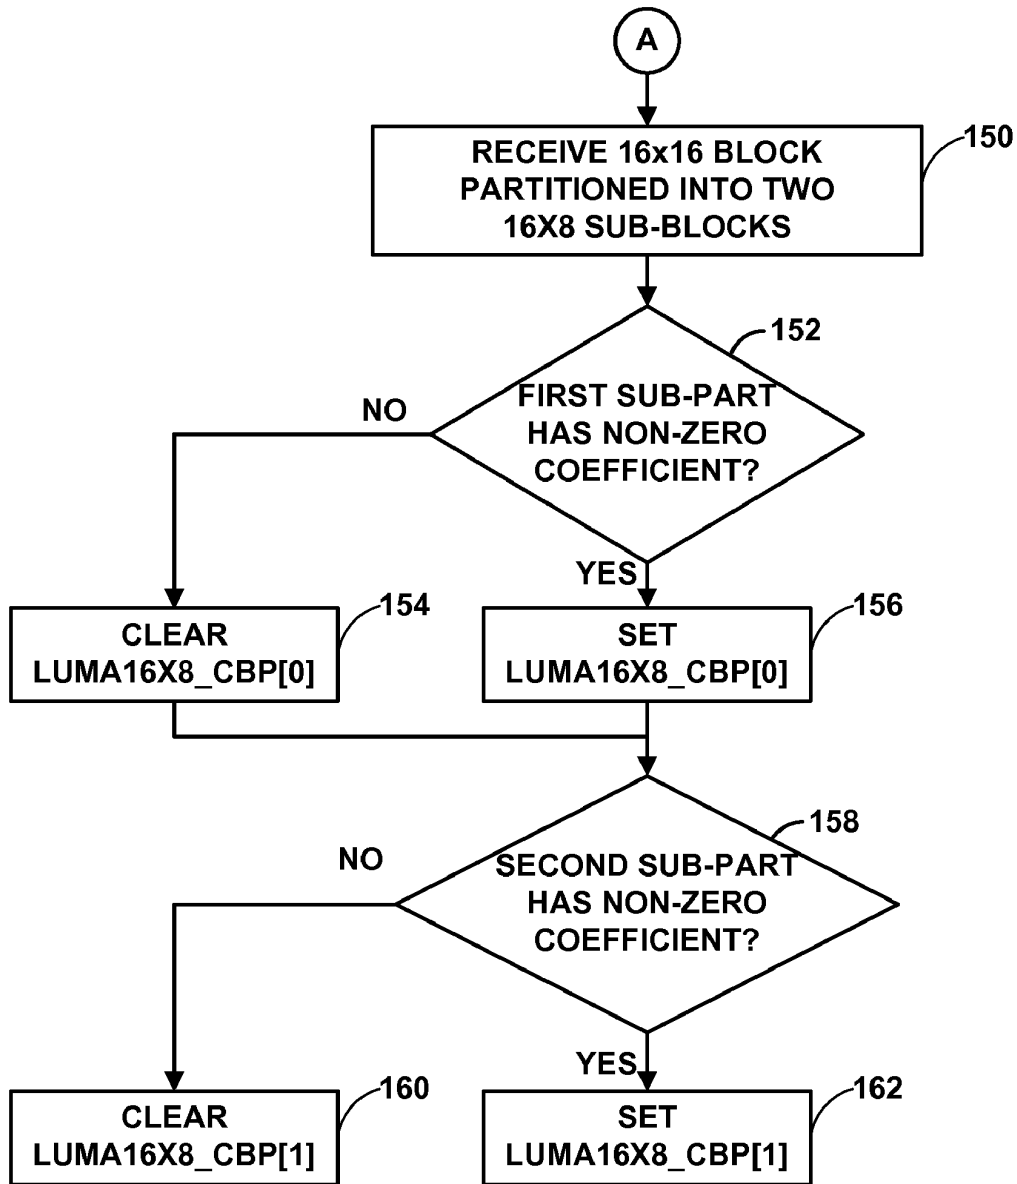 A
RECEIVE 16x16 BLOCK
PARTITIONED INTO TWO
16X8 SUB-BLOCKS
150
152
FIRST SUB-PART
HAS NON-ZERO
COEFFICIENT?
NO
YES
154
CLEAR
LUMA16X8_CBP[0]
156
SET
LUMA16X8_CBP[0]
158
SECOND SUB-PART
HAS NON-ZERO
COEFFICIENT?
NO
YES
160
CLEAR
LUMA16X8_CBP[1]
162
SET
LUMA16X8_CBP[1]